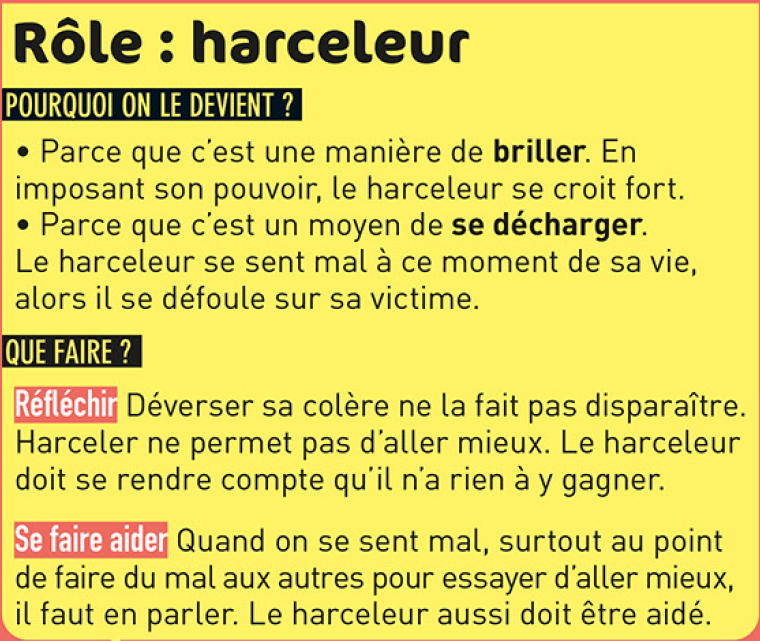 Rôle : harceleur
POURQUOI ON LE DEVIENT ?
• Parce que c'est une manière de briller. En
imposant son pouvoir, le harceleur se croit fort.
• Parce que c'est un moyen de se décharger.
Le harceleur se sent mal à ce moment de sa vie,
alors il se défoule sur sa victime.
QUE FAIRE ?
Réfléchir Déverser sa colère ne la fait pas disparaître.
Harceler ne permet pas d'aller mieux. Le harceleur
doit se rendre compte qu'il n'a rien à y gagner.
Se faire aider Quand on se sent mal, surtout au point
de faire du mal aux autres pour essayer d'aller mieux,
il faut en parler. Le harceleur aussi doit être aidé.